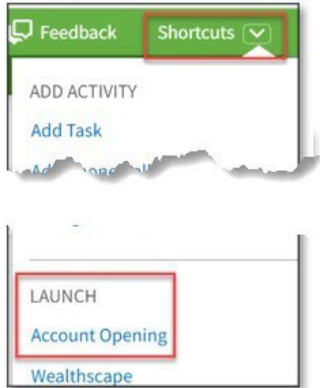 Feedback Shortcuts
ADD ACTIVITY
Add Task
LAUNCH
Account Opening
Wealthscape